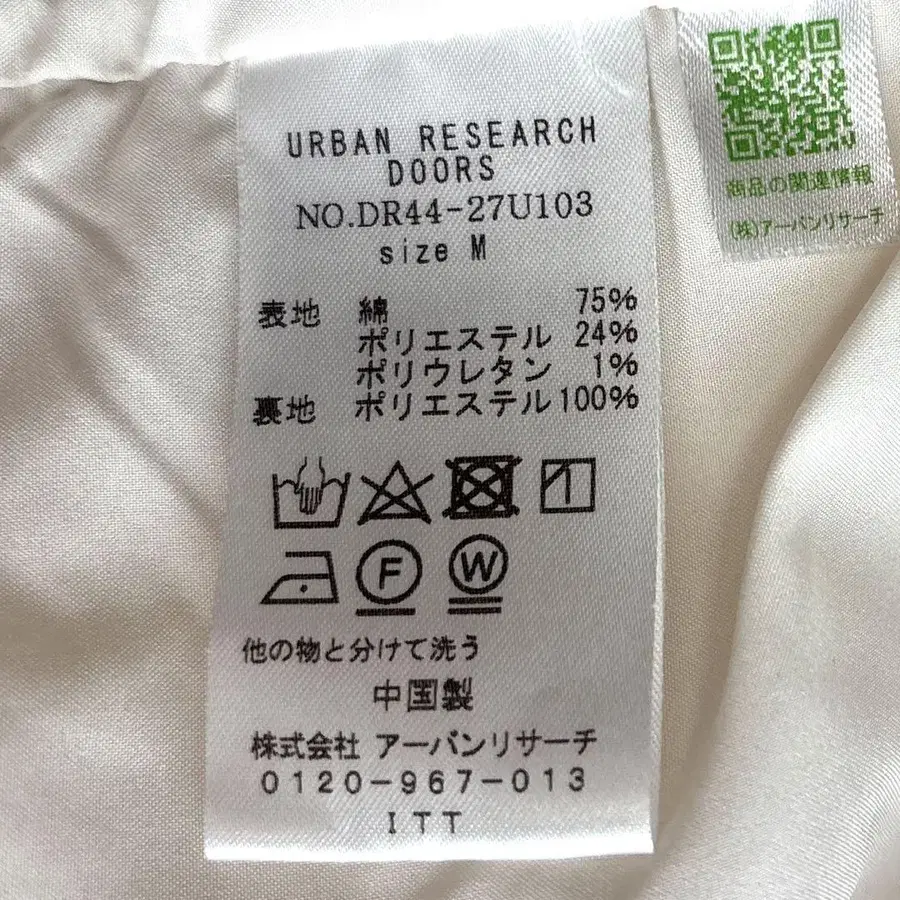 URBAN RESEARCH
DOORS
NO.DR44-27U103
size M
表地 綿 75%
ポリエステル 24%
ポリウレタン 1%
裏地 ポリエステル 100%
F W
他の物と分けて洗う
中国製
株式会社 アーバンリサーチ
0120-967-013
ITT
商品の関連情報
(株)アーバンリサーチ